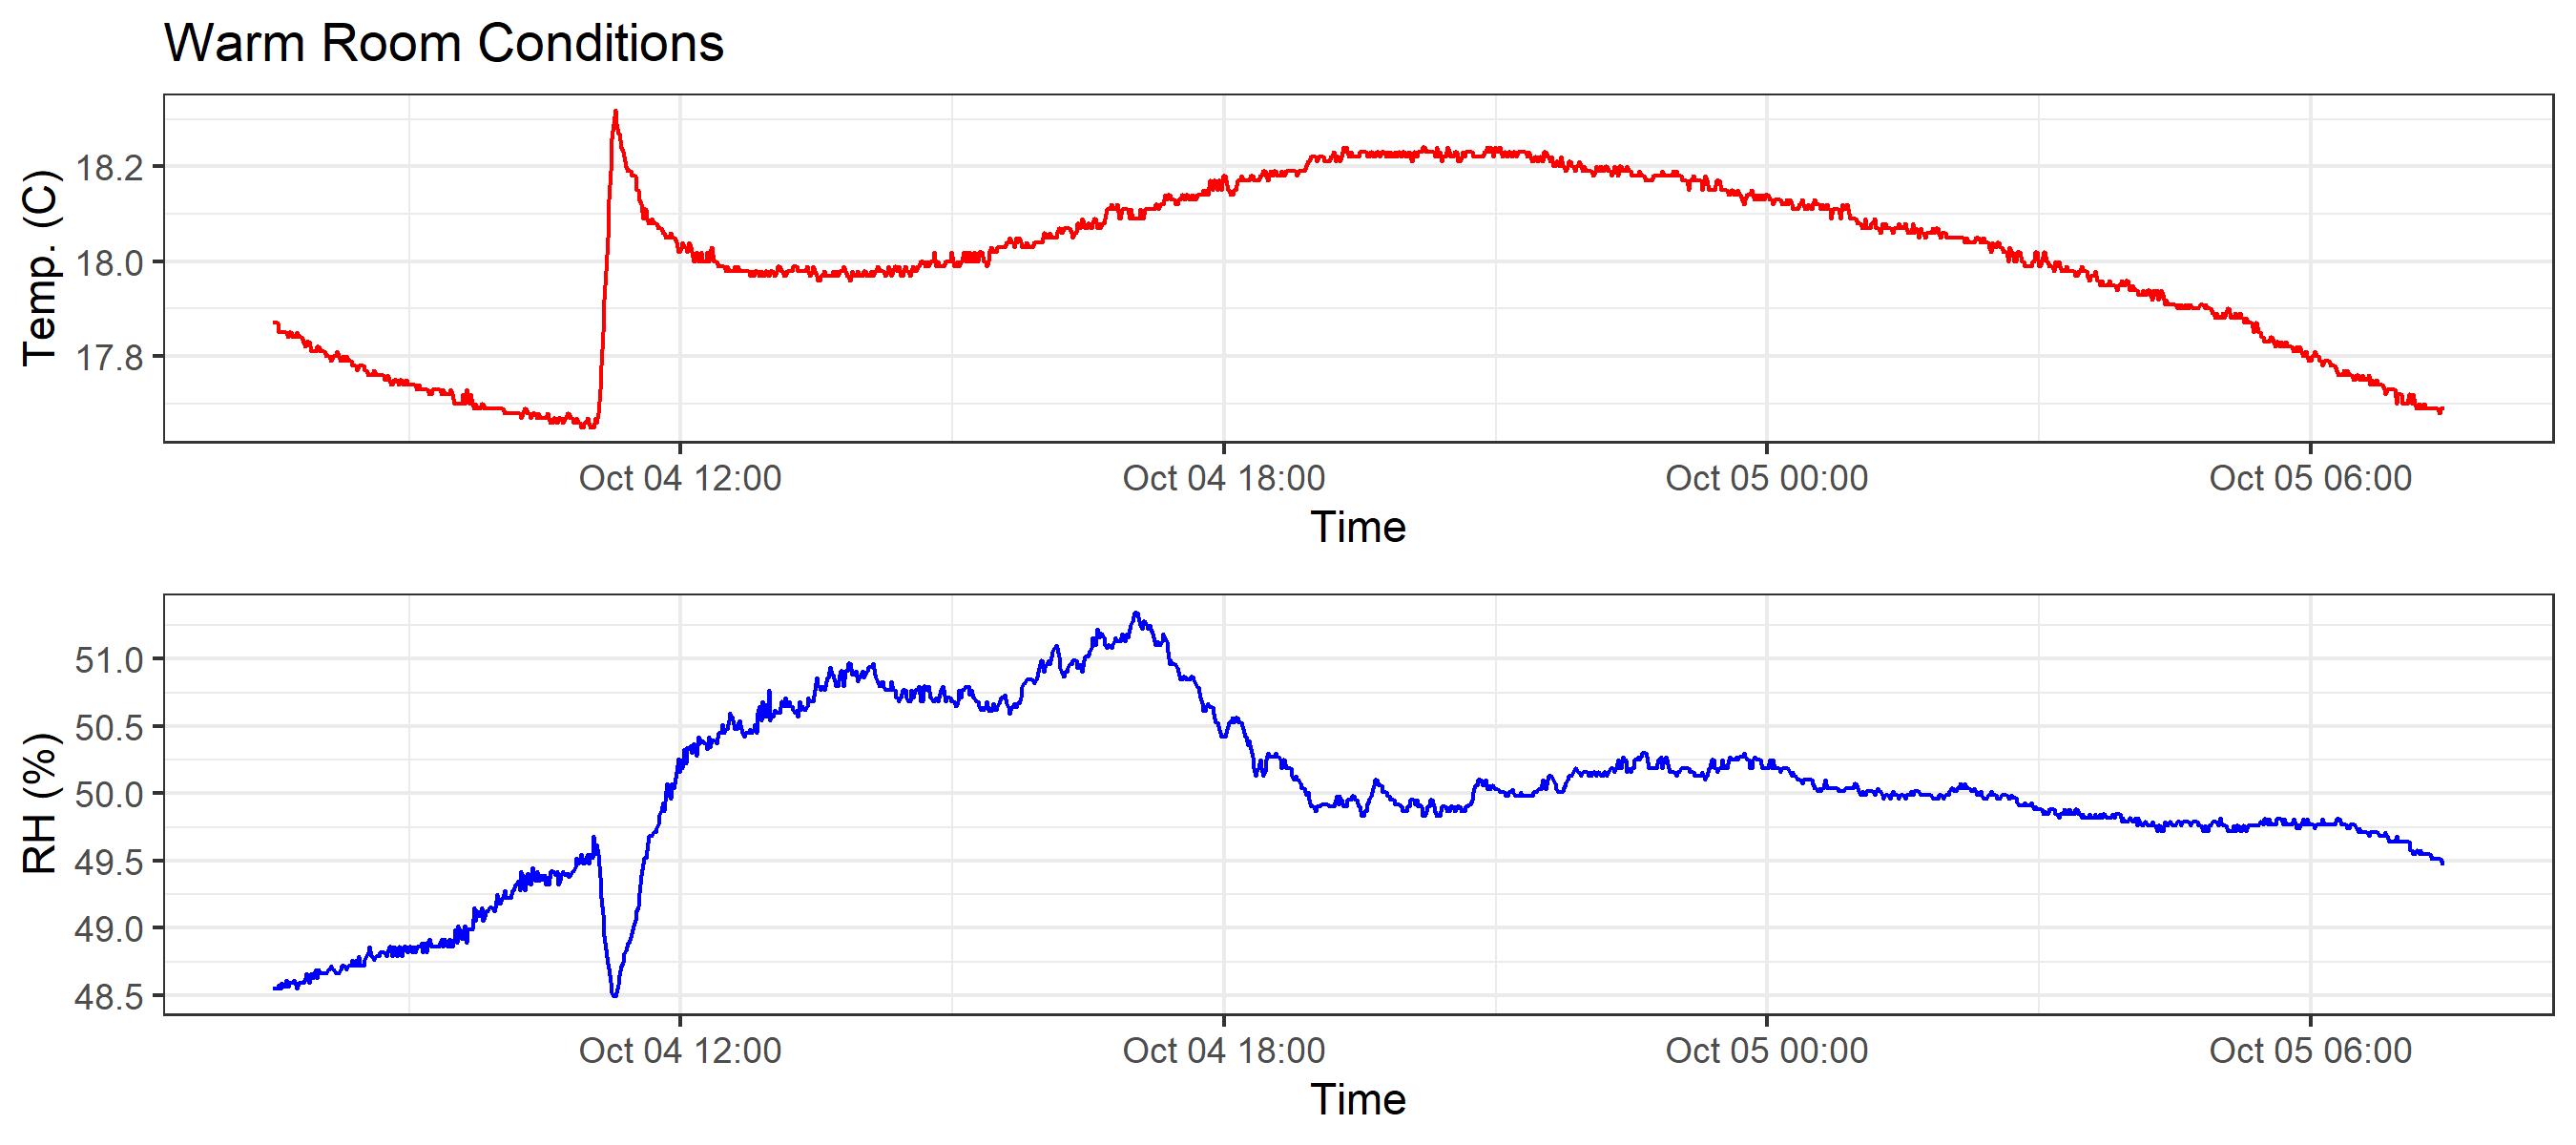 Warm Room Conditions
Temp. (C)
18.2
18.0
17.8
Oct 04 12:00 Oct 04 18:00 Oct 05 00:00 Oct 05 06:00
Time
RH (%)
51.0
50.5
50.0
49.5
49.0
48.5
Oct 04 12:00 Oct 04 18:00 Oct 05 00:00 Oct 05 06:00
Time